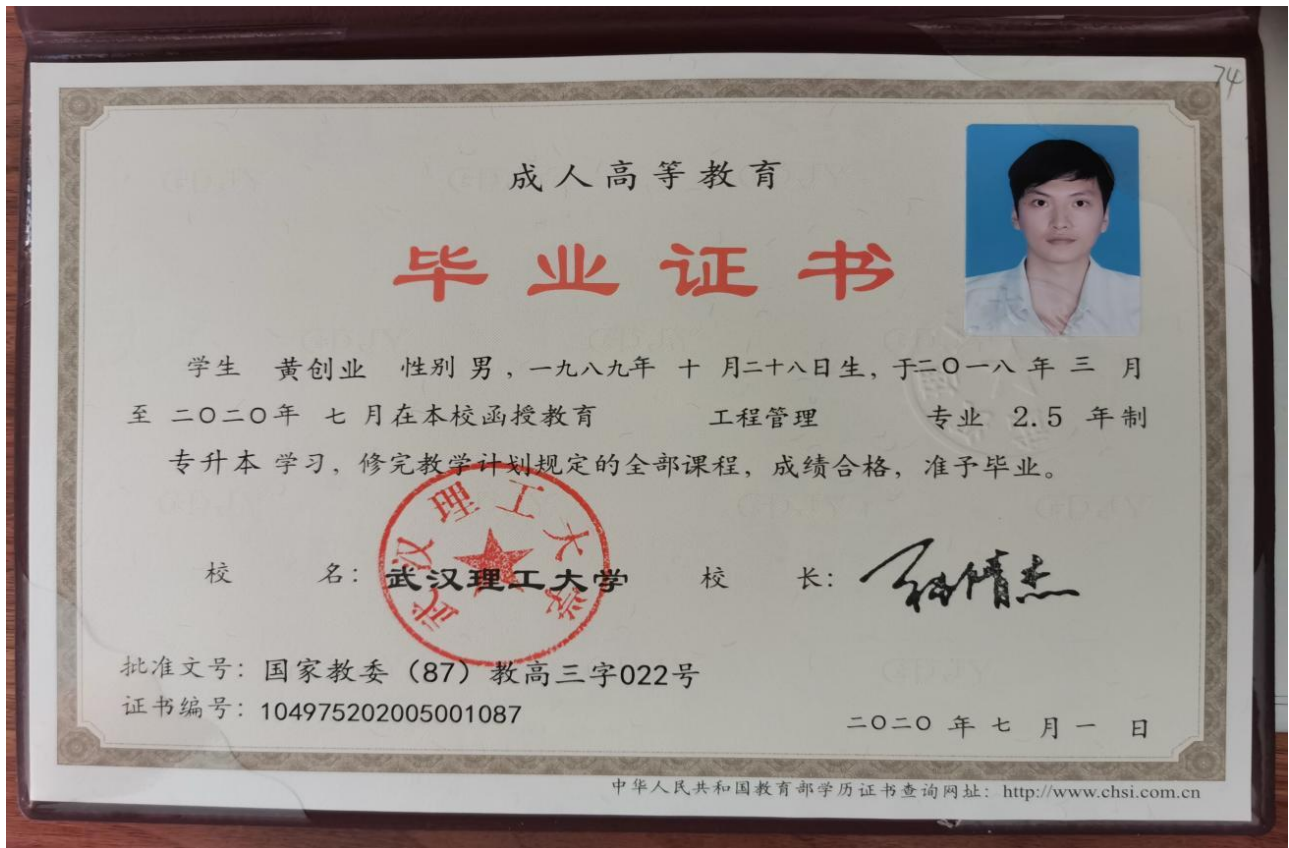 74
成人高等教育
毕业证书
学生 黄创业 性别 男，一九八九年 十 月二十八日生，于二〇一八 年 三 月
至 二〇二〇年 七 月在本校函授教育 工程管理 专业 2.5 年制
专升本 学习，修完教学计划规定的全部课程，成绩合格，准予毕业。
武汉理工大学
校 名：武汉理工大学 校 长：
批准文号：国家教委（87）教高三字022号
证书编号：104975202005001087
二〇二〇 年 七 月 一 日
中华人民共和国教育部学历证书查询网址：http://www.chsi.com.cn